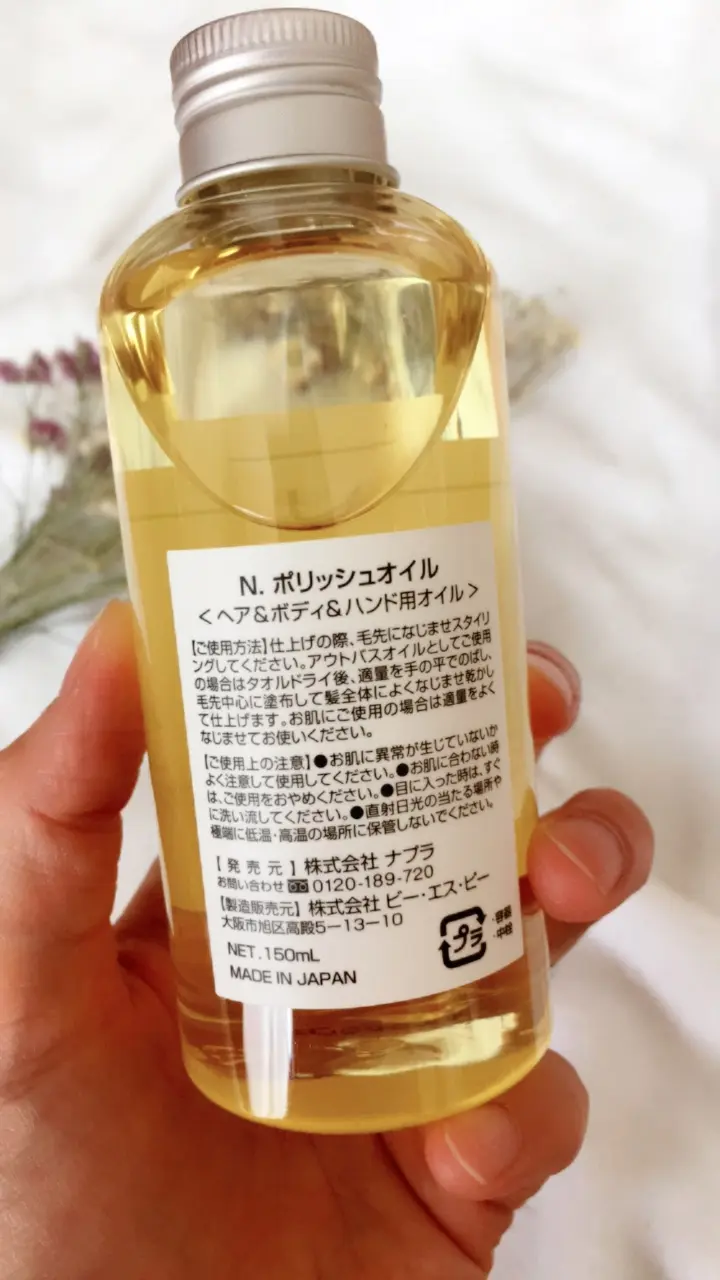 N. ポリッシュオイル
<ヘア&ボディ&ハンド用オイル>
【ご使用方法】仕上げの際、毛先になじませスタイリ
ングしてください。アウトバスオイルとしてご使用
の場合はタオルドライ後、適量を手の平でのばし、
毛先中心に塗布して髪全体によくなじませ乾かし
て仕上げます。お肌にご使用の場合は適量をよく
なじませてお使いください。
【ご使用上の注意】●お肌に異常が生じていないか
よく注意して使用してください。●お肌に合わない時
は、ご使用をおやめください。●目に入った時は、すぐ
に洗い流してください。●直射日光の当たる場所や
極端に低温・高温の場所に保管しないでください。
【発売元】株式会社 ナプラ
お問い合わせ 0120-189-720
【製造販売元】株式会社 ビー・エス・ビー
大阪市旭区高殿5-13-10
NET.150mL
MADE IN JAPAN
プラ
・容器
・中栓